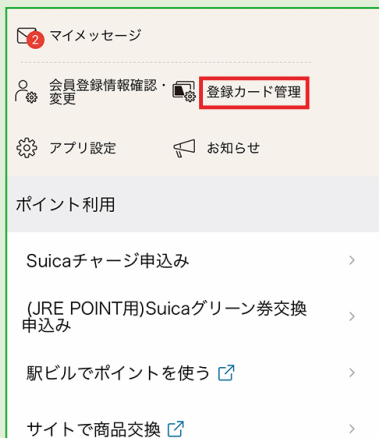 2 マイメッセージ
会員登録情報確認・
変更
登録カード管理
アプリ設定
お知らせ
ポイント利用
Suicaチャージ申込み
(JRE POINT用)Suicaグリーン券交換
申込み
駅ビルでポイントを使う
サイトで商品交換